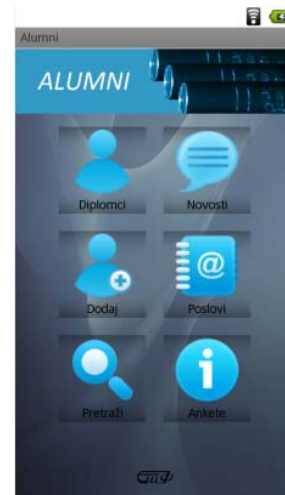 Alumni
ALUMNI
Diplomci
Novosti
Dodaj
@
Poslovi
Pretraži
i
Ankete